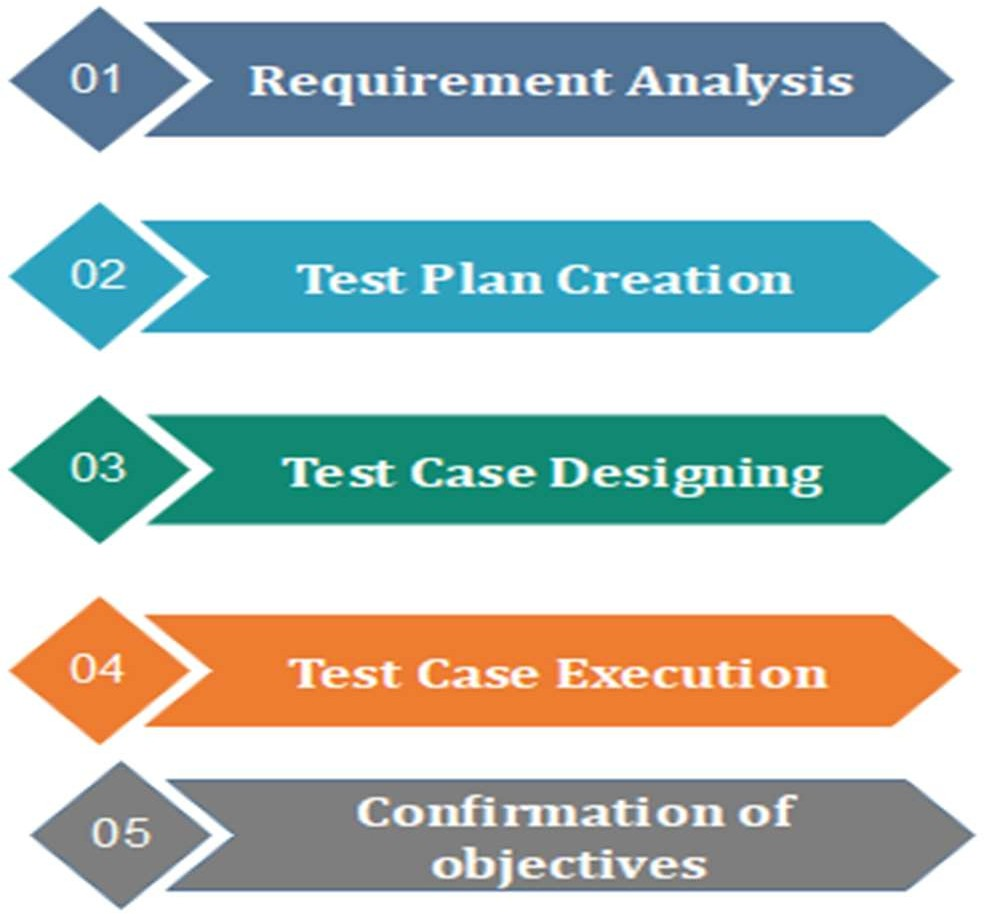 01
Requirement Analysis
02
Test Plan Creation
03
Test Case Designing
04
Test Case Execution
05
Confirmation of
objectives